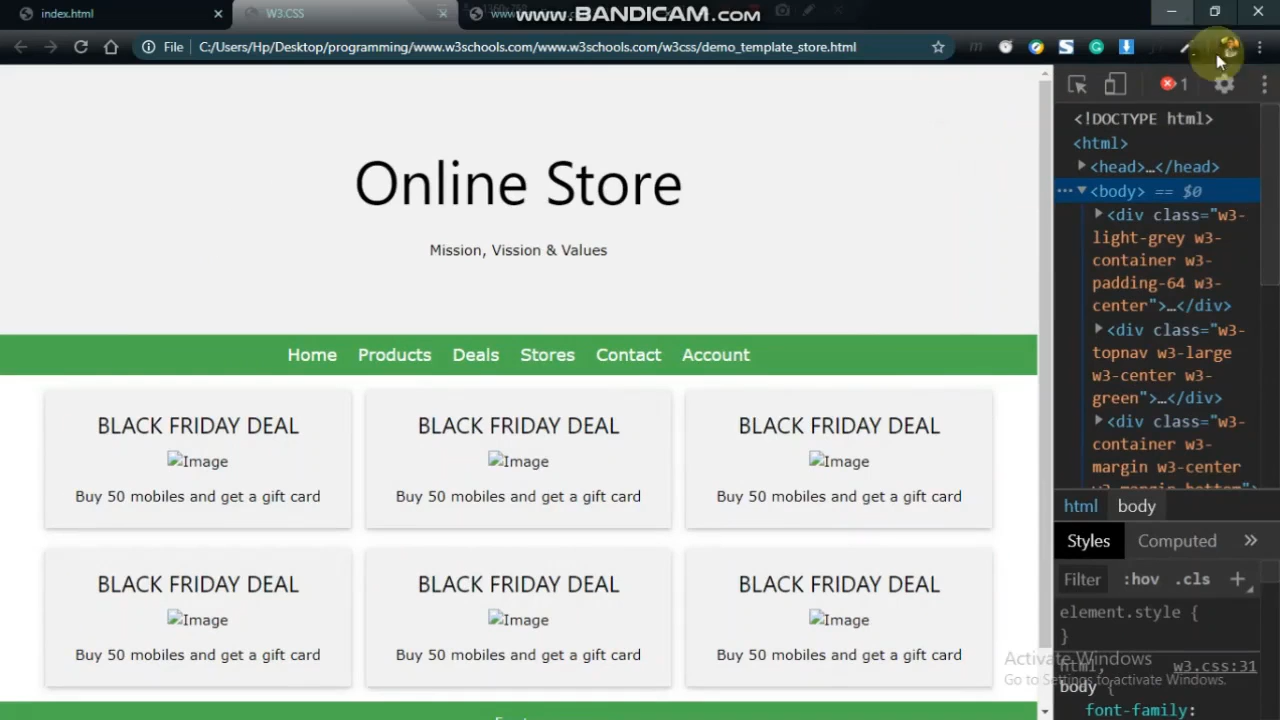 index.html
W3.CSS
www.BANDICAM.com
File
C:/Users/Hp/Desktop/programming/www.w3schools.com/www.w3schools.com/w3css/demo_template_store.html
1
<!DOCTYPE html>
<html>
<head>…</head>
<body> == $0
<div class="w3-
light-grey w3-
container w3-
padding-64 w3-
center">…</div>
<div class="w3-
topnav w3-large
w3-center w3-
green">…</div>
<div class="w3-
container w3-
margin w3-center
w3-margin-bottom">
html body
Styles Computed »
Filter :hov .cls +
element.style {
}
html, w3.css:31
body {
font-family:
Online Store
Mission, Vission & Values
Home Products Deals Stores Contact Account
BLACK FRIDAY DEAL BLACK FRIDAY DEAL BLACK FRIDAY DEAL
Image Image Image
Buy 50 mobiles and get a gift card Buy 50 mobiles and get a gift card Buy 50 mobiles and get a gift card
BLACK FRIDAY DEAL BLACK FRIDAY DEAL BLACK FRIDAY DEAL
Image Image Image
Buy 50 mobiles and get a gift card Buy 50 mobiles and get a gift card Buy 50 mobiles and get a gift card
Activate Windows
Go to Settings to activate Windows.